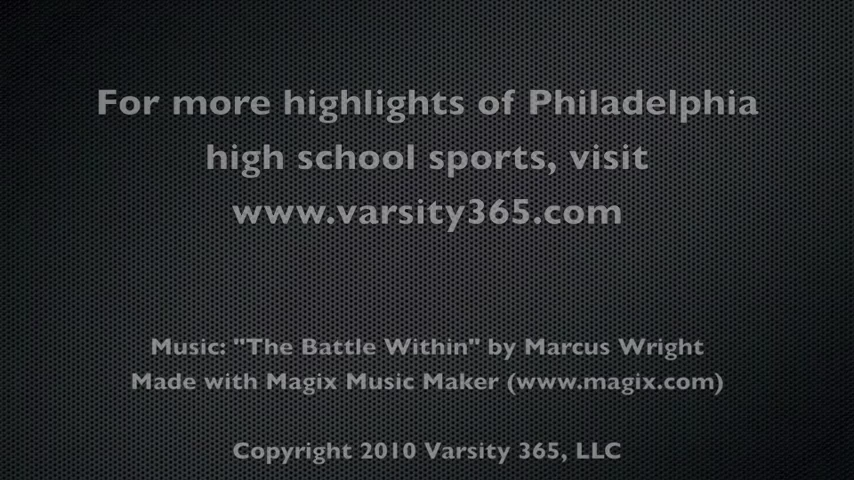 For more highlights of Philadelphia
high school sports, visit
www.varsity365.com
Music: "The Battle Within" by Marcus Wright
Made with Magix Music Maker (www.magix.com)
Copyright 2010 Varsity 365, LLC